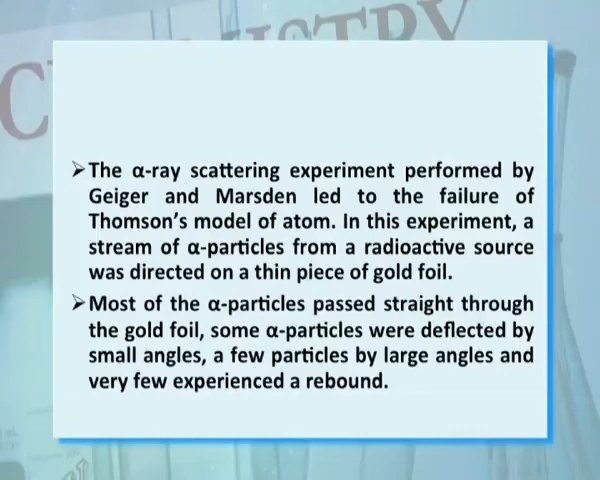 CHEMISTRY
➢The α-ray scattering experiment performed by
Geiger and Marsden led to the failure of
Thomson's model of atom. In this experiment, a
stream of α-particles from a radioactive source
was directed on a thin piece of gold foil.
➢Most of the α-particles passed straight through
the gold foil, some α-particles were deflected by
small angles, a few particles by large angles and
very few experienced a rebound.